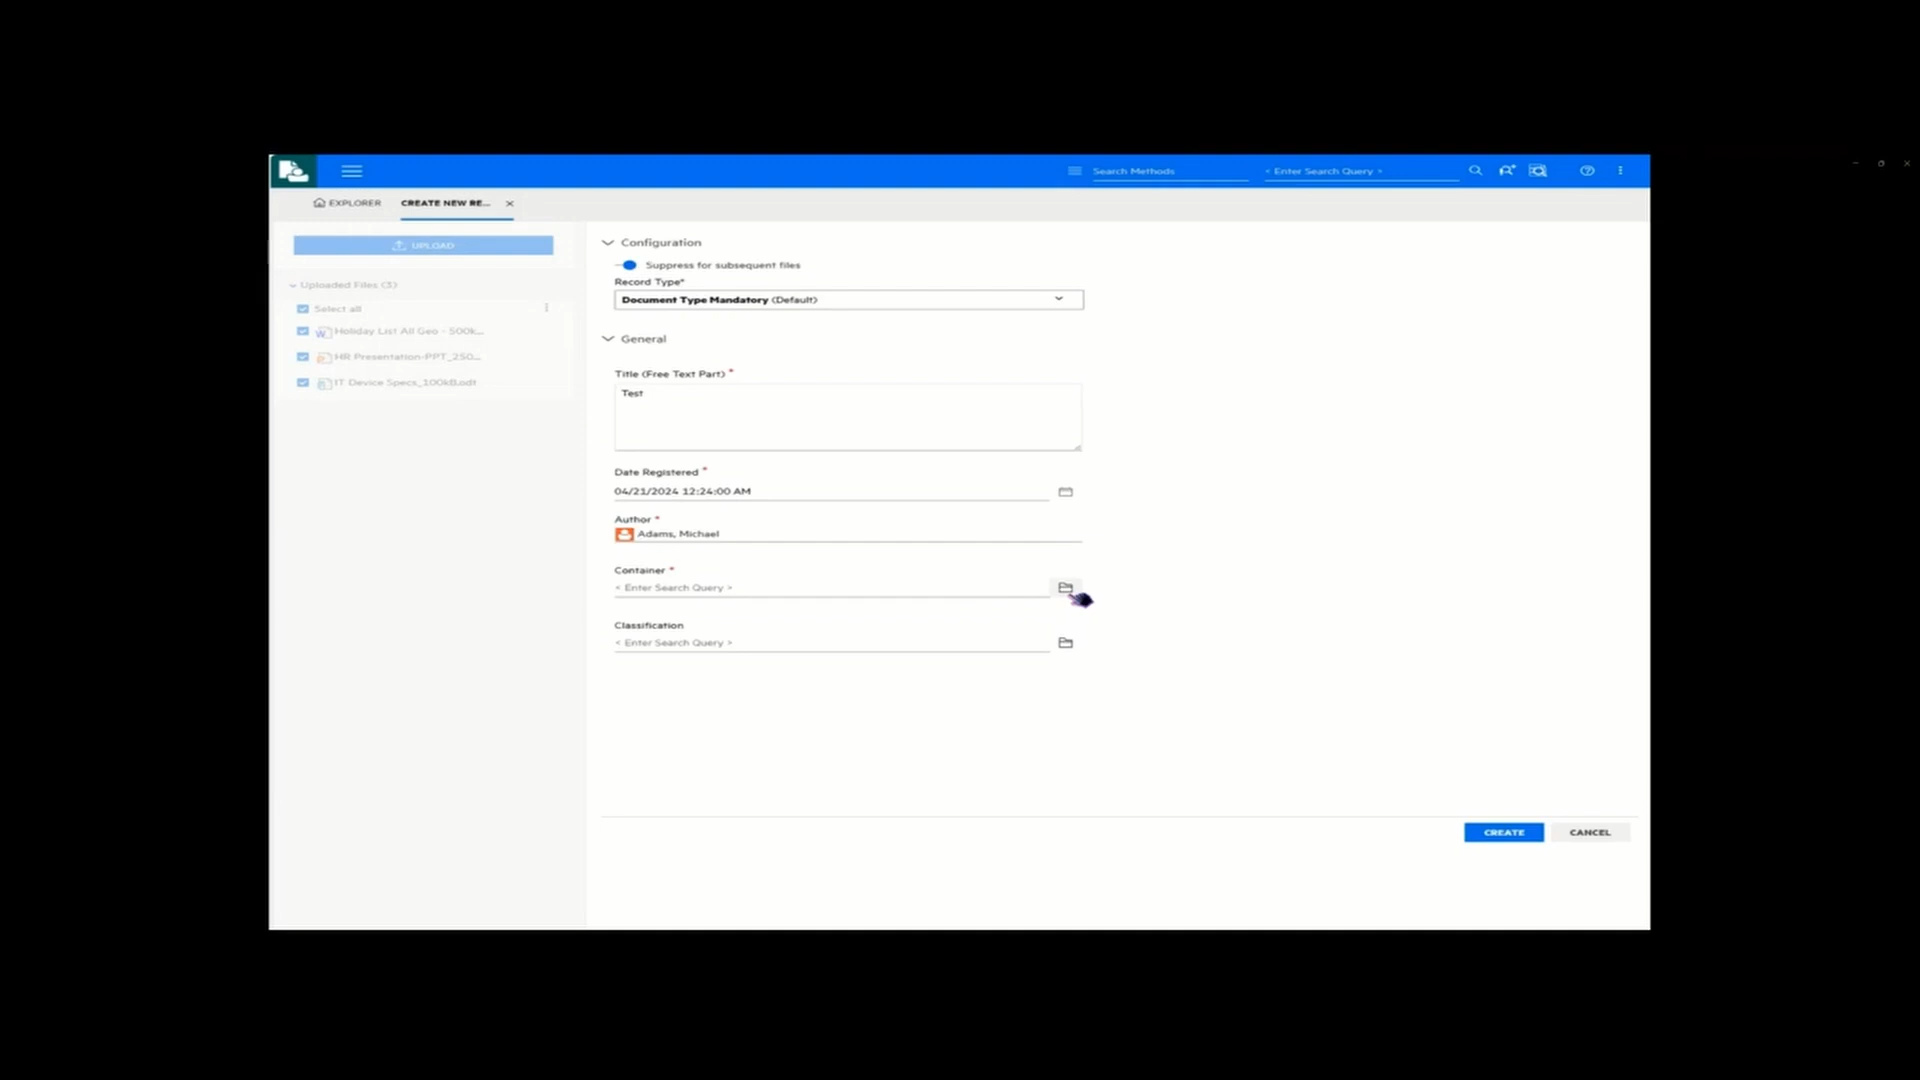 Search Methods
< Enter Search Query >
EXPLORER
CREATE NEW RE...
UPLOAD
Uploaded Files (3)
Select all
Holiday List All Geo - 500k...
HR Presentation-PPT_250...
IT Device Specs_100kB.odt
Configuration
Suppress for subsequent files
Record Type*
Document Type Mandatory (Default)
General
Title (Free Text Part) *
Test
Date Registered *
04/21/2024 12:24:00 AM
Author *
Adams, Michael
Container *
< Enter Search Query >
Classification
< Enter Search Query >
CREATE
CANCEL